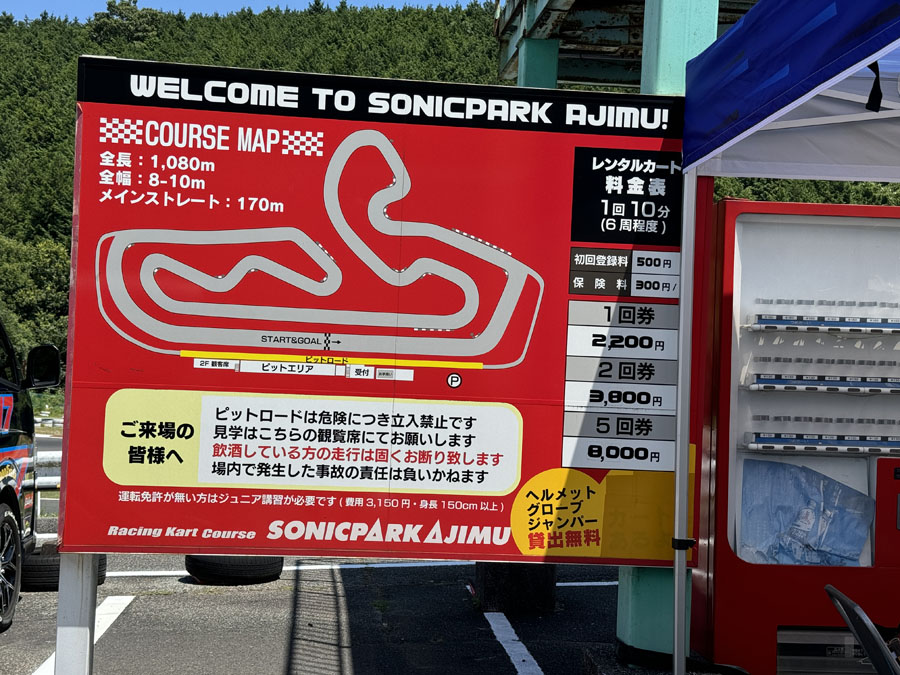 WELCOME TO SONICPARK AJIMU!
COURSE MAP
全長：1,080m
全幅：8-10m
メインストレート：170m
START&GOAL
ピットロード
2F 観客席
ピットエリア
受付
P
レンタルカート
料金表
1回 10分
(6周程度)
初回登録料 500円
保険料 300円/
1回券
2,200円
2回券
3,800円
5回券
8,000円
ご来場の
皆様へ
ピットロードは危険につき立入禁止です
見学はこちらの観覧席にてお願いします
飲酒している方の走行は固くお断り致します
場内で発生した事故の責任は負いかねます
運転免許が無い方はジュニア講習が必要です(費用3,150円・身長150cm以上)
Racing Kart Course SONICPARK AJIMU
ヘルメット
グローブ
ジャンパー
貸出無料